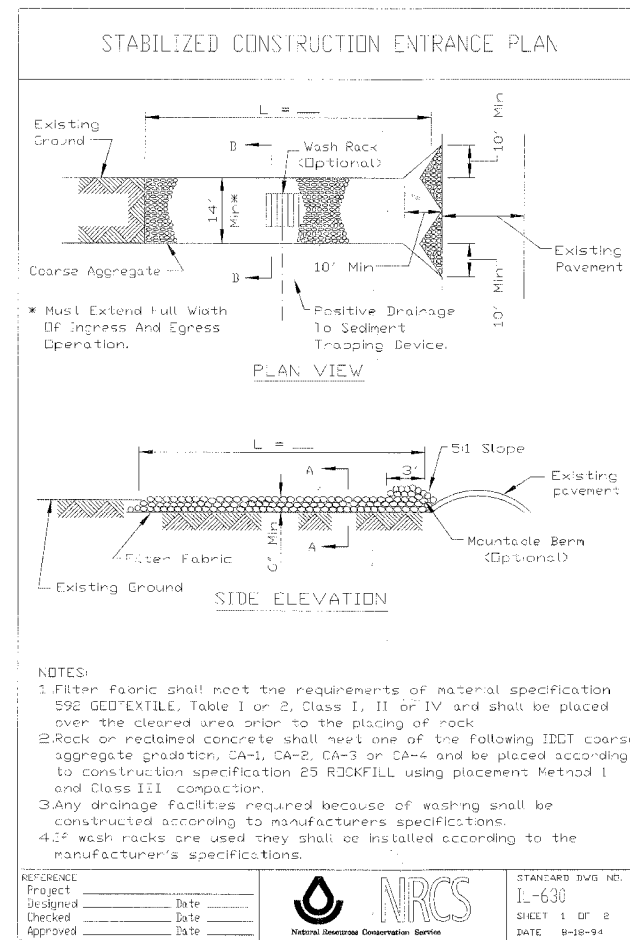 STABILIZED CONSTRUCTION ENTRANCE PLAN
L =
Existing
Ground
B
Wash Rack
(Optional)
10' Min
14'
Min*
Coarse Aggregate
B
10' Min
Existing
Pavement
10' Min
* Must Extend Full Width
Of Ingress And Egress
Operation.
Positive Drainage
To Sediment
Trapping Device.
PLAN VIEW
L =
A
3'
5:1 Slope
Existing
pavement
Filter Fabric
6" Min
A
Mountable Berm
(Optional)
Existing Ground
SIDE ELEVATION
NOTES:
1.Filter fabric shall meet the requirements of material specification
592 GEOTEXTILE, Table 1 or 2, Class I, II or IV and shall be placed
over the cleared area prior to the placing of rock
2.Rock or reclaimed concrete shall meet one of the following IDOT coarse
aggregate gradation, CA-1, CA-2, CA-3 or CA-4 and be placed according
to construction specification 25 ROCKFILL using placement Method 1
and Class III compaction.
3.Any drainage facilities required because of washing shall be
constructed according to manufacturers specifications.
4.If wash racks are used they shall be installed according to the
manufacturer's specifications.
REFERENCE
Project
Designed Date
Checked Date
Approved Date
NRCS
Natural Resources Conservation Service
STANDARD DWG. NO.
IL-630
SHEET 1 OF 2
DATE 8-18-94